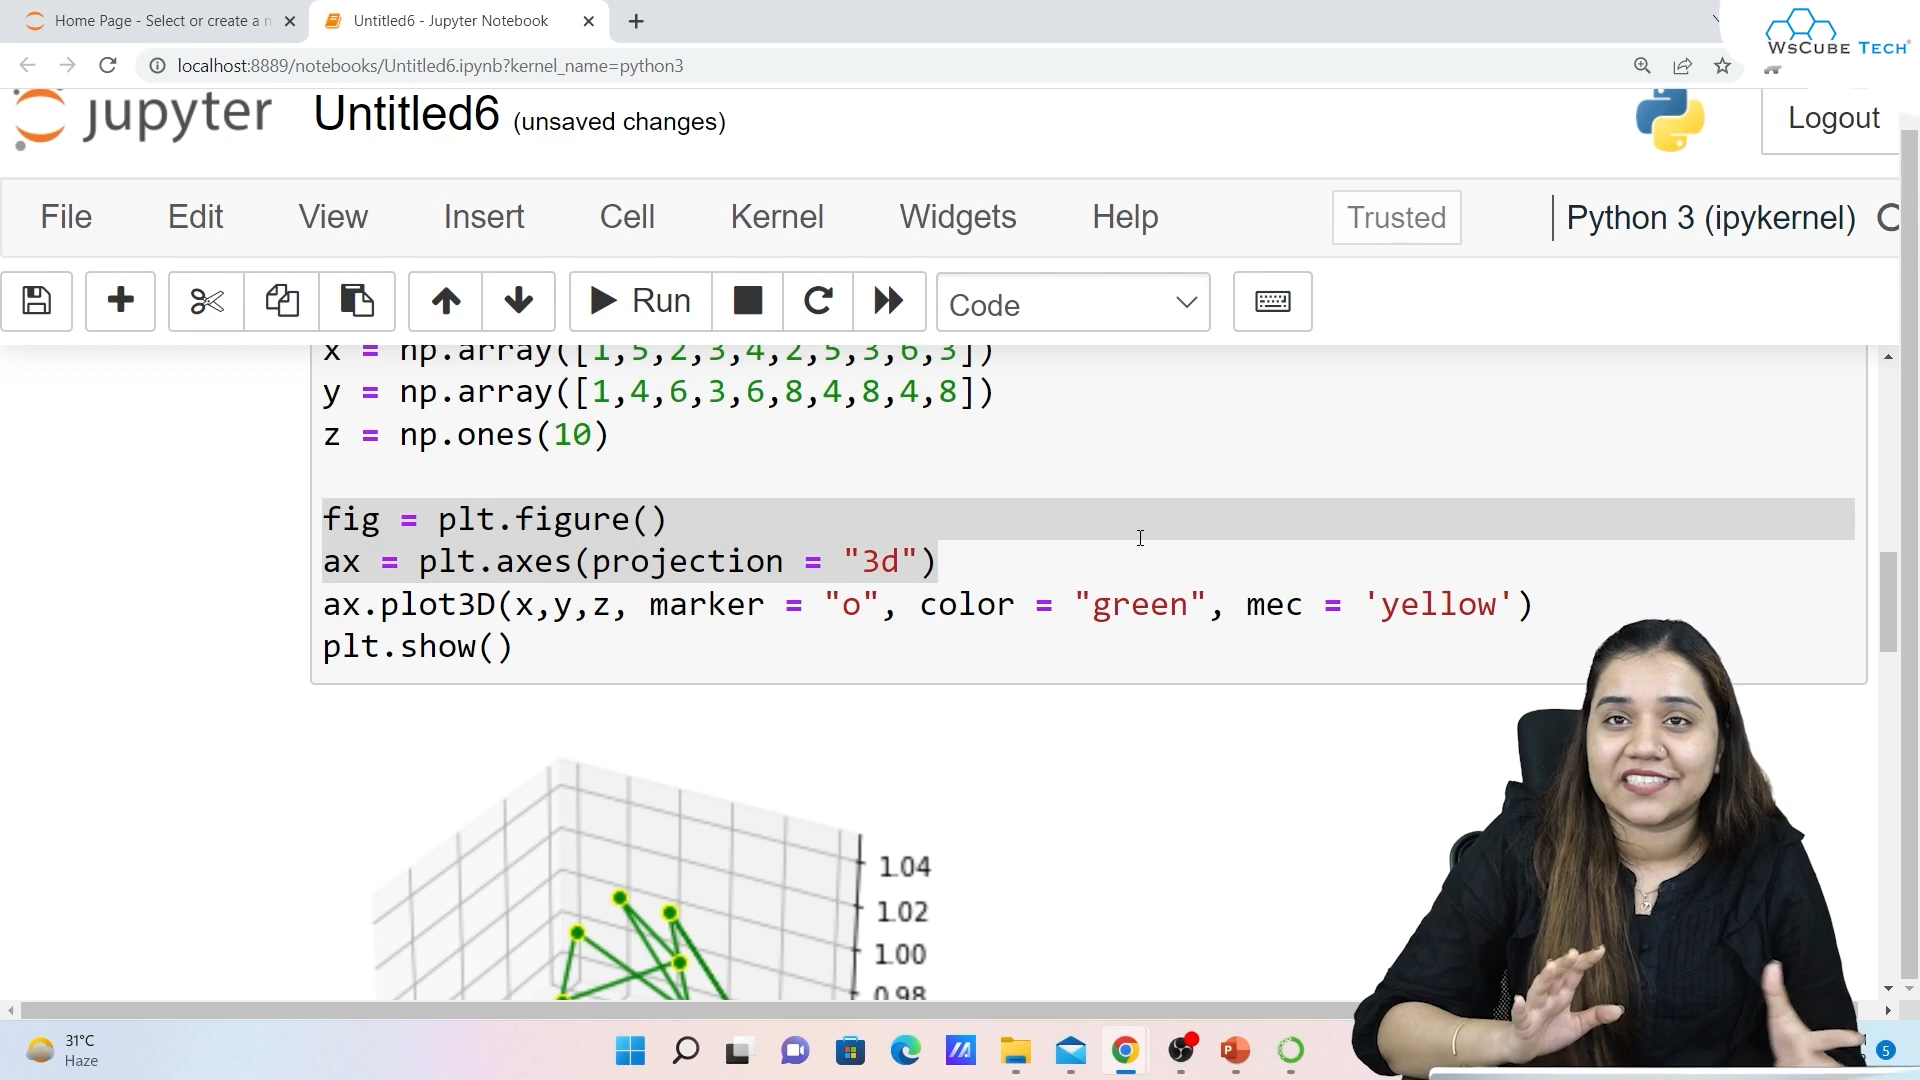 Home Page - Select or create a n
Untitled6 - Jupyter Notebook
WsCube Tech
localhost:8889/notebooks/Untitled6.ipynb?kernel_name=python3
jupyter Untitled6 (unsaved changes)
Logout
File Edit View Insert Cell Kernel Widgets Help Trusted Python 3 (ipykernel)
Run Code
x = np.array([1,5,2,3,4,2,5,3,6,3])
y = np.array([1,4,6,3,6,8,4,8,4,8])
z = np.ones(10)
fig = plt.figure()
ax = plt.axes(projection = "3d")
ax.plot3D(x,y,z, marker = "o", color = "green", mec = 'yellow')
plt.show()
1.04
1.02
1.00
0.98
31°C
Haze
5